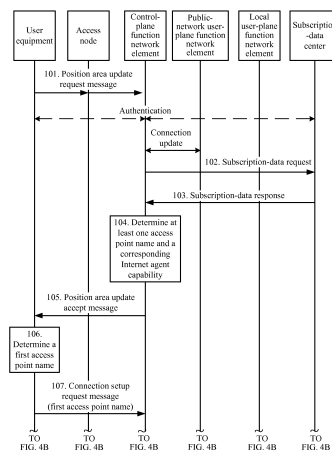 User
equipment
Access
node
Control-
plane
function
network
element
Public-
network user-
plane function
network
element
Local
user-plane
function
network
element
Subscription
-data
center
101. Position area update
request message
Authentication
Connection
update
102. Subscription-data request
103. Subscription-data response
104. Determine at
least one access
point name and a
corresponding
Internet agent
capability
105. Position area update
accept message
106.
Determine a
first access
point name
107. Connection setup
request message
(first access point name)
TO
FIG. 4B
TO
FIG. 4B
TO
FIG. 4B
TO
FIG. 4B
TO
FIG. 4B
TO
FIG. 4B